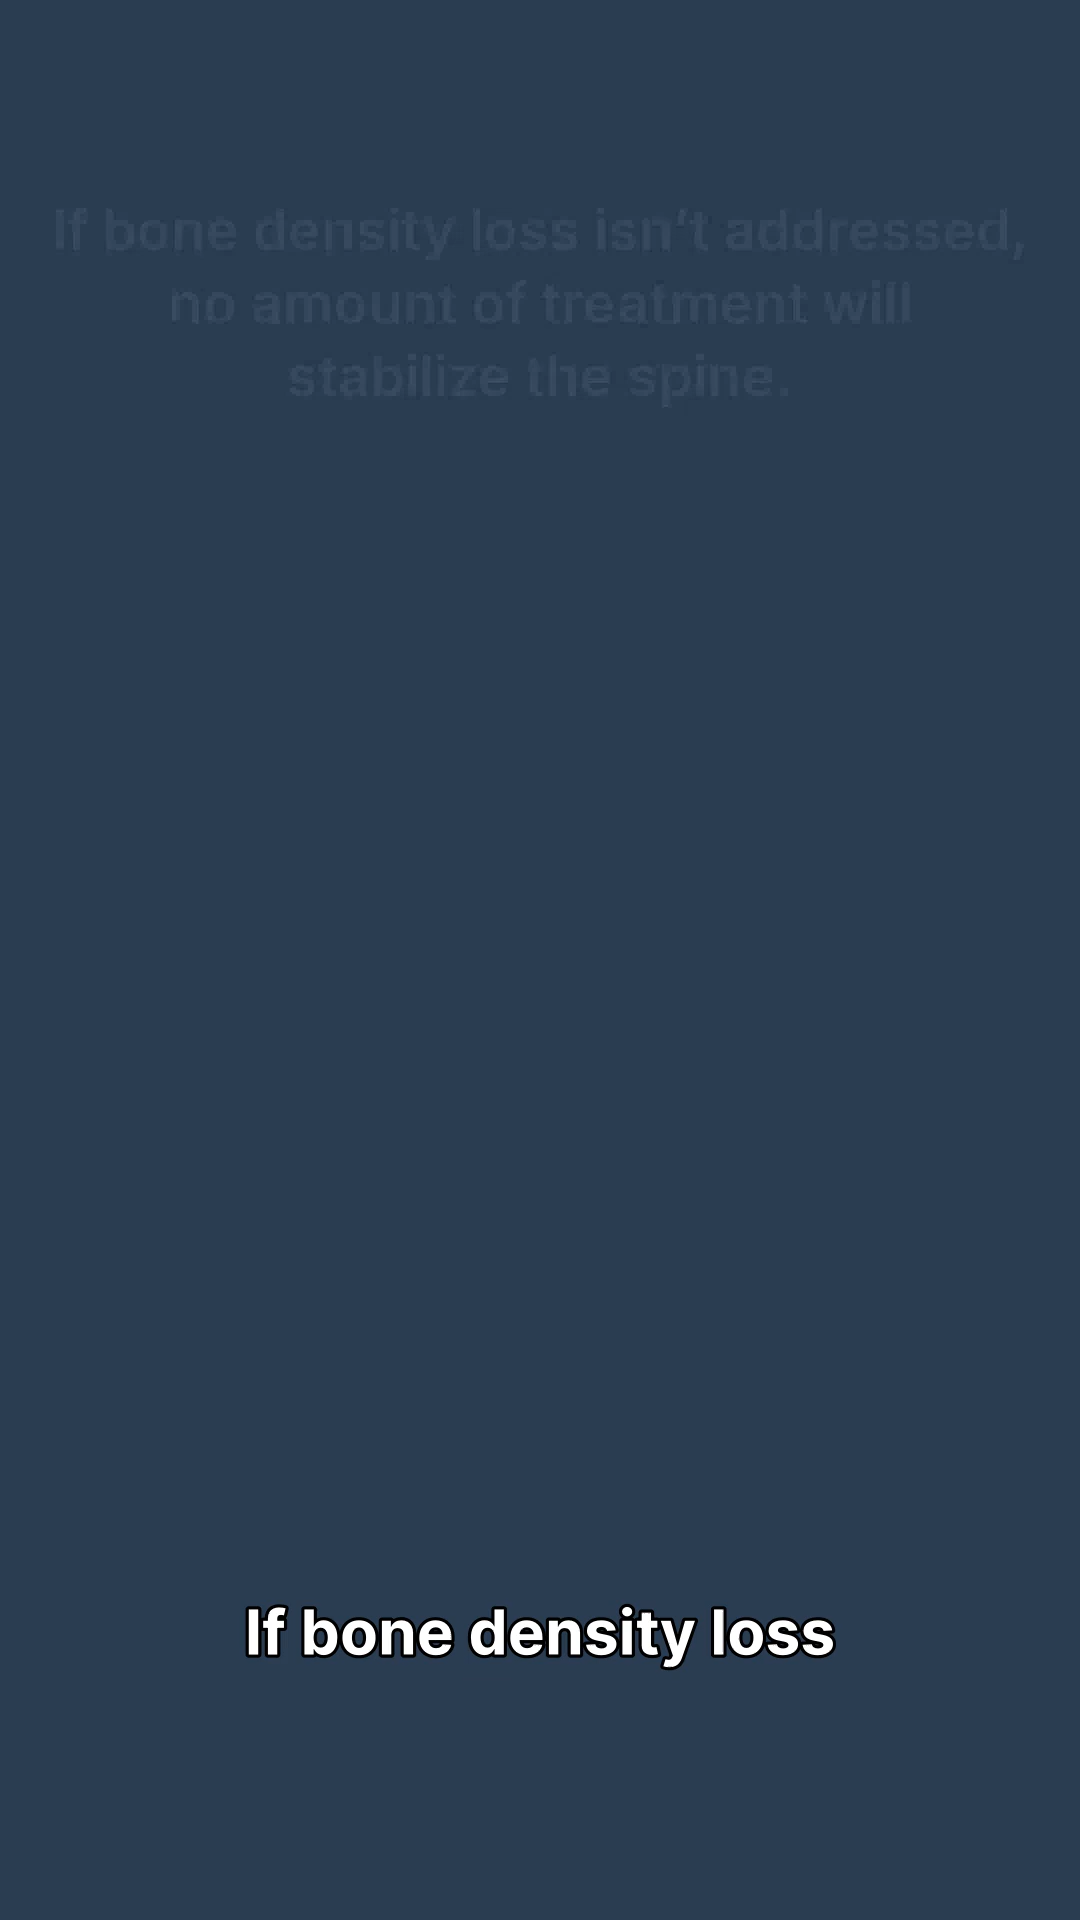 If bone density loss isn't addressed,
no amount of treatment will
stabilize the spine.
If bone density loss